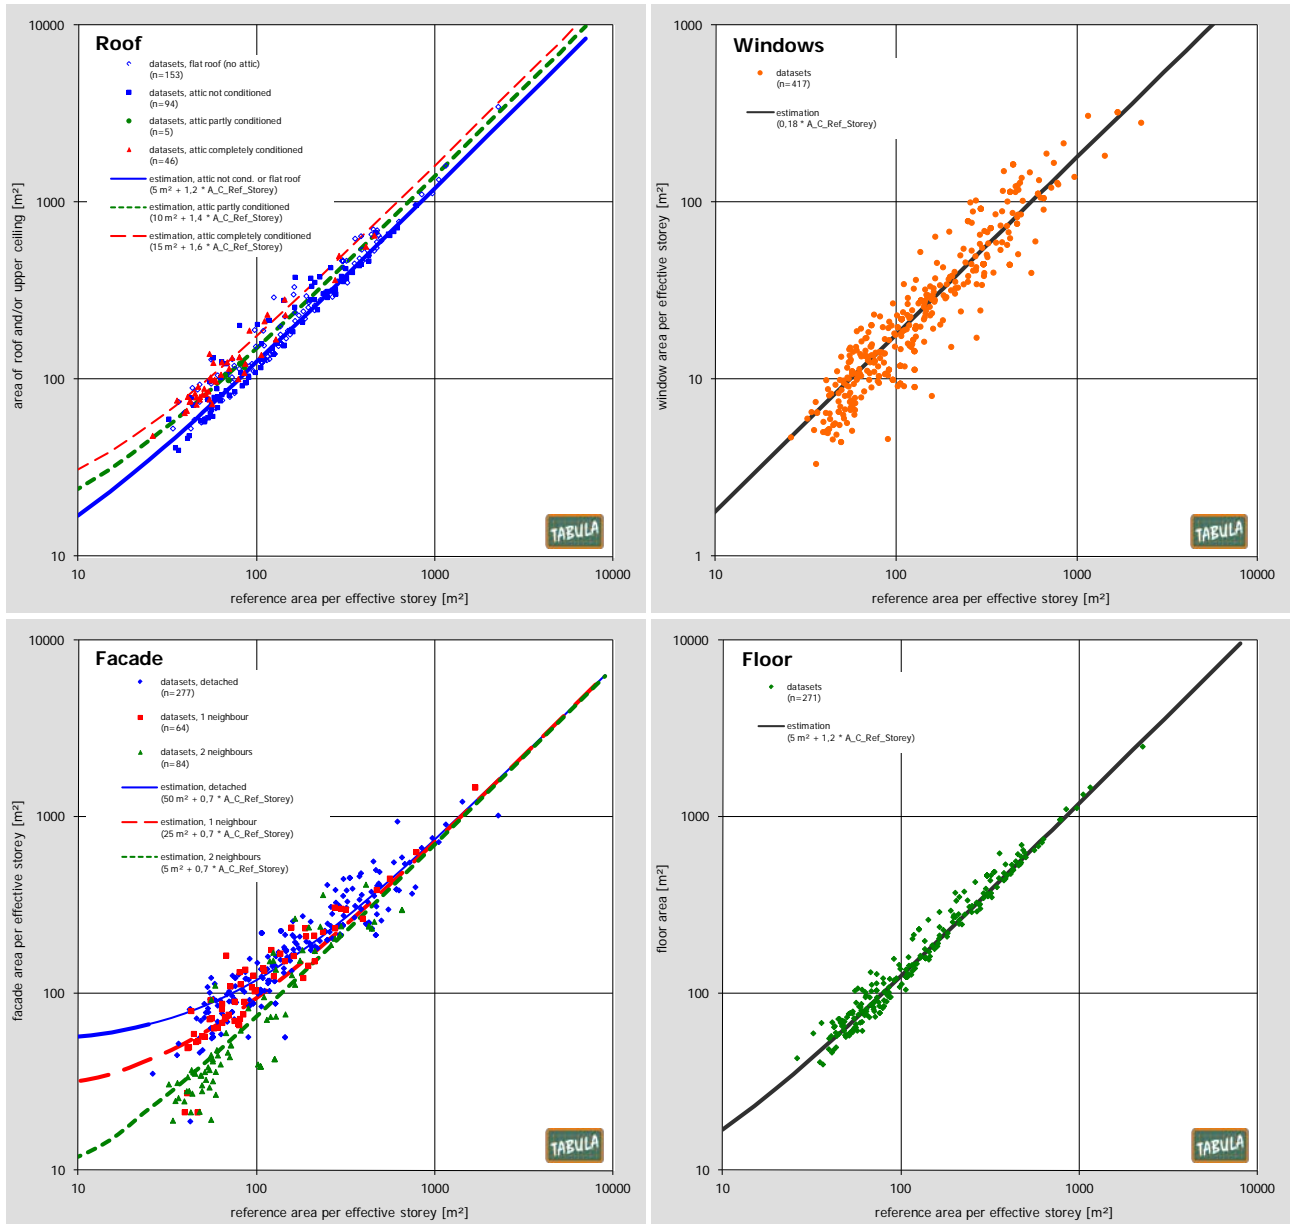 Roof
datasets, flat roof (no attic)
(n=153)
datasets, attic not conditioned
(n=94)
datasets, attic partly conditioned
(n=5)
datasets, attic completely conditioned
(n=46)
estimation, attic not cond. or flat roof
(5 m² + 1,2 * A_C_Ref_Storey)
estimation, attic partly conditioned
(10 m² + 1,4 * A_C_Ref_Storey)
estimation, attic completely conditioned
(15 m² + 1,6 * A_C_Ref_Storey)
area of roof and/or upper ceiling [m²]
10000
1000
100
10
10
100
1000
10000
reference area per effective storey [m²]
TABULA
Windows
datasets
(n=417)
estimation
(0,18 * A_C_Ref_Storey)
window area per effective storey [m²]
1000
100
10
1
10
100
1000
10000
reference area per effective storey [m²]
TABULA
Facade
datasets, detached
(n=277)
datasets, 1 neighbour
(n=64)
datasets, 2 neighbours
(n=84)
estimation, detached
(50 m² + 0,7 * A_C_Ref_Storey)
estimation, 1 neighbour
(25 m² + 0,7 * A_C_Ref_Storey)
estimation, 2 neighbours
(5 m² + 0,7 * A_C_Ref_Storey)
facade area per effective storey [m²]
10000
1000
100
10
10
100
1000
10000
reference area per effective storey [m²]
TABULA
Floor
datasets
(n=271)
estimation
(5 m² + 1,2 * A_C_Ref_Storey)
floor area [m²]
10000
1000
100
10
10
100
1000
10000
reference area per effective storey [m²]
TABULA